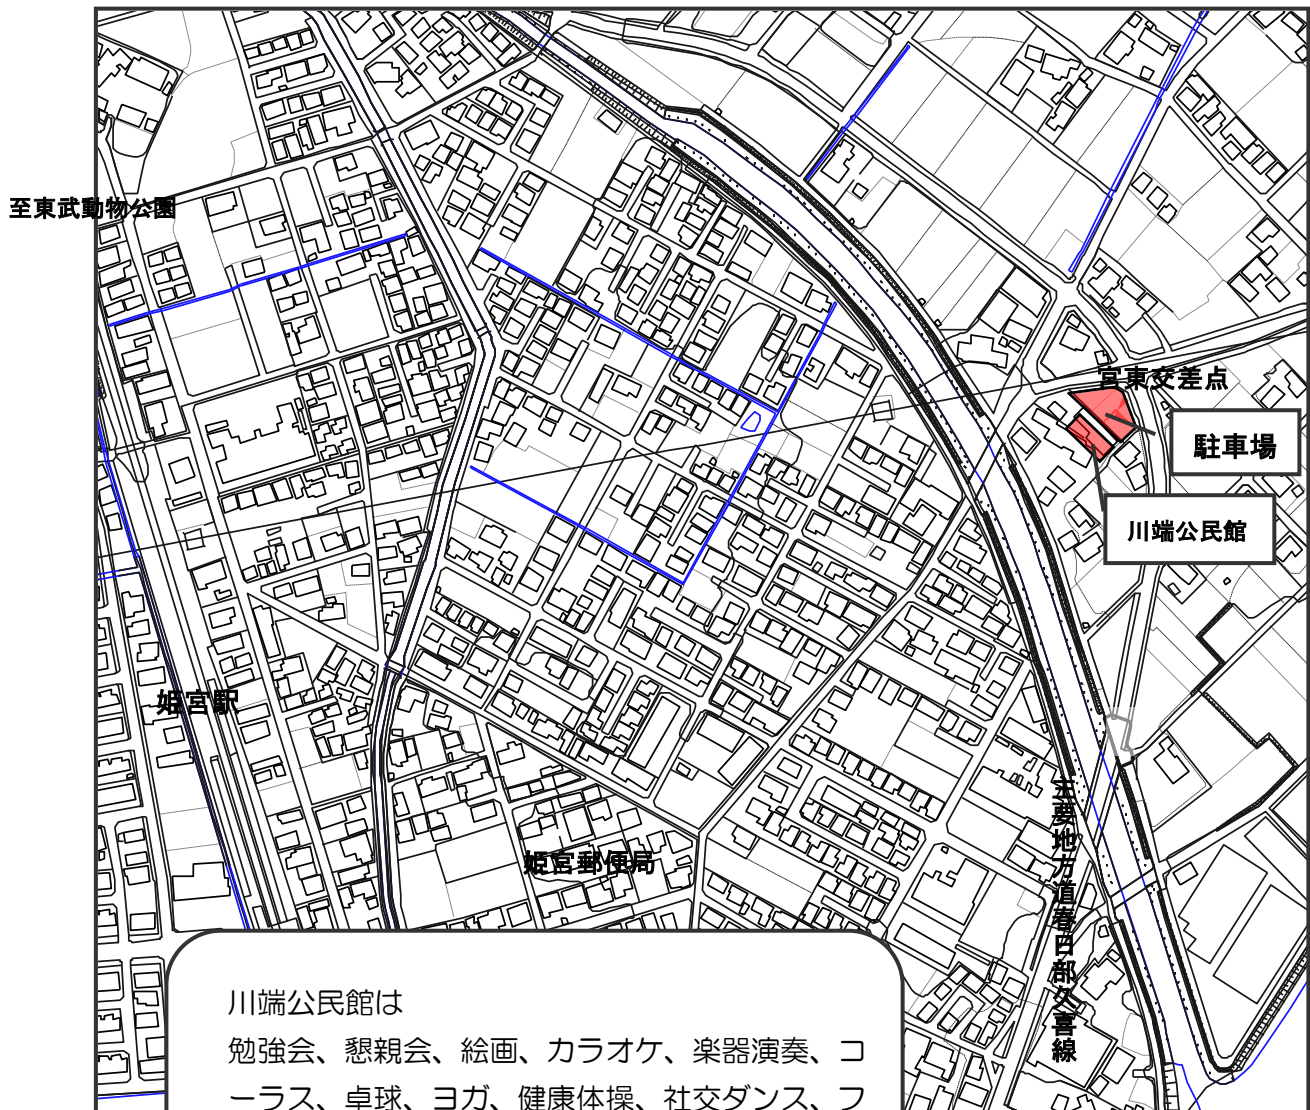 至東武動物公園
宮東交差点
駐車場
川端公民館
姫宮駅
姫宮郵便局
主要地方道春日部久喜線
川端公民館は
勉強会、懇親会、絵画、カラオケ、楽器演奏、コ
ーラス、卓球、ヨガ、健康体操、社交ダンス、フ